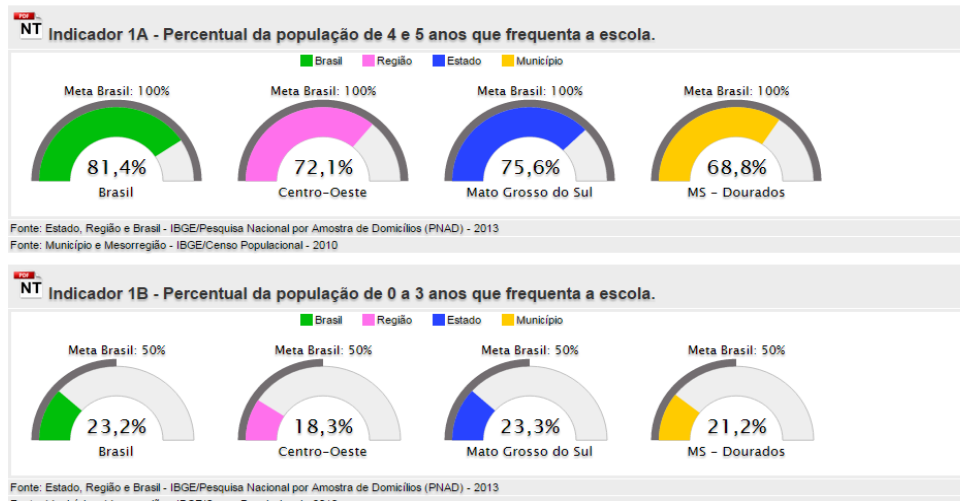 PDF
NT
Indicador 1A - Percentual da população de 4 e 5 anos que frequenta a escola.
Brasil Região Estado Município
Meta Brasil: 100% Meta Brasil: 100% Meta Brasil: 100% Meta Brasil: 100%
81,4% 72,1% 75,6% 68,8%
Brasil Centro-Oeste Mato Grosso do Sul MS - Dourados
Fonte: Estado, Região e Brasil - IBGE/Pesquisa Nacional por Amostra de Domicílios (PNAD) - 2013
Fonte: Município e Mesorregião - IBGE/Censo Populacional - 2010
PDF
NT
Indicador 1B - Percentual da população de 0 a 3 anos que frequenta a escola.
Brasil Região Estado Município
Meta Brasil: 50% Meta Brasil: 50% Meta Brasil: 50% Meta Brasil: 50%
23,2% 18,3% 23,3% 21,2%
Brasil Centro-Oeste Mato Grosso do Sul MS - Dourados
Fonte: Estado, Região e Brasil - IBGE/Pesquisa Nacional por Amostra de Domicílios (PNAD) - 2013